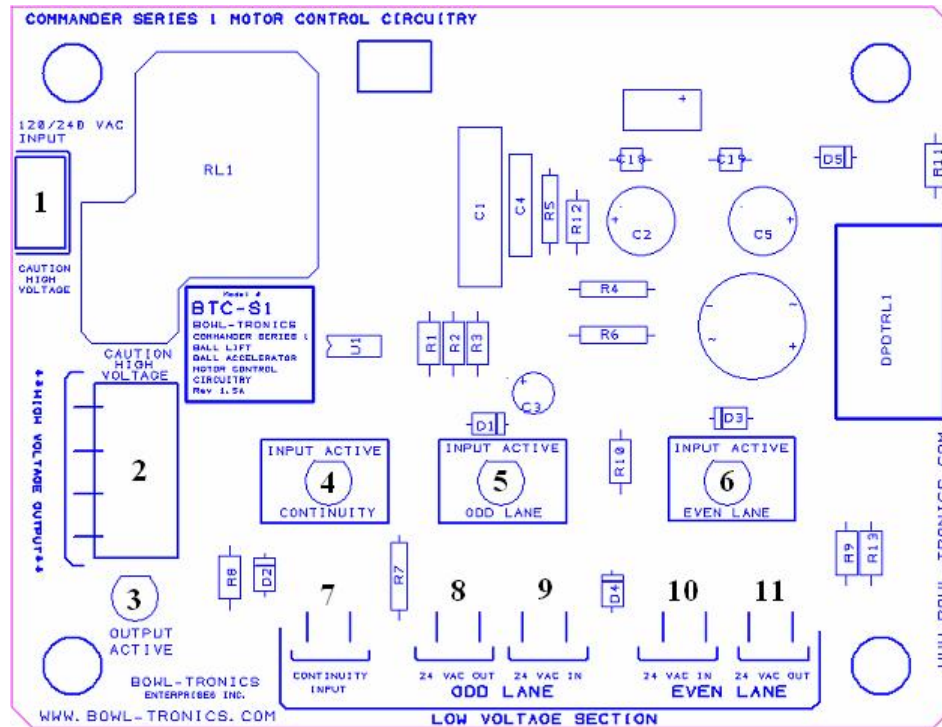 COMMANDER SERIES 1 MOTOR CONTROL CIRCUITRY
120/240 VAC
INPUT
1
CAUTION
HIGH
VOLTAGE
RL1
C1
C4
R5
R12
C18
C19
D5
R11
+
C2
+
C5
+
R4
R6
~
~
+
DPDTRL1
Model #
BTC-S1
BOWL-TRONICS
COMMANDER SERIES 1
BALL LIFT
BALL ACCELERATOR
MOTOR CONTROL
CIRCUITRY
Rev 1.5A
U1
R1
R2
R3
+
C3
D1
D3
CAUTION
HIGH
VOLTAGE
**HIGH VOLTAGE OUTPUT**
2
INPUT ACTIVE
4
CONTINUITY
INPUT ACTIVE
5
ODD LANE
R10
INPUT ACTIVE
6
EVEN LANE
R9
R13
3
OUTPUT
ACTIVE
R8
D2
R7
D4
7
8
9
10
11
CONTINUITY
INPUT
24 VAC OUT
24 VAC IN
ODD LANE
24 VAC IN
24 VAC OUT
EVEN LANE
BOWL-TRONICS
ENTERPRISES INC.
WWW.BOWL-TRONICS.COM
LOW VOLTAGE SECTION
WWW.BOWL-TRONICS.COM